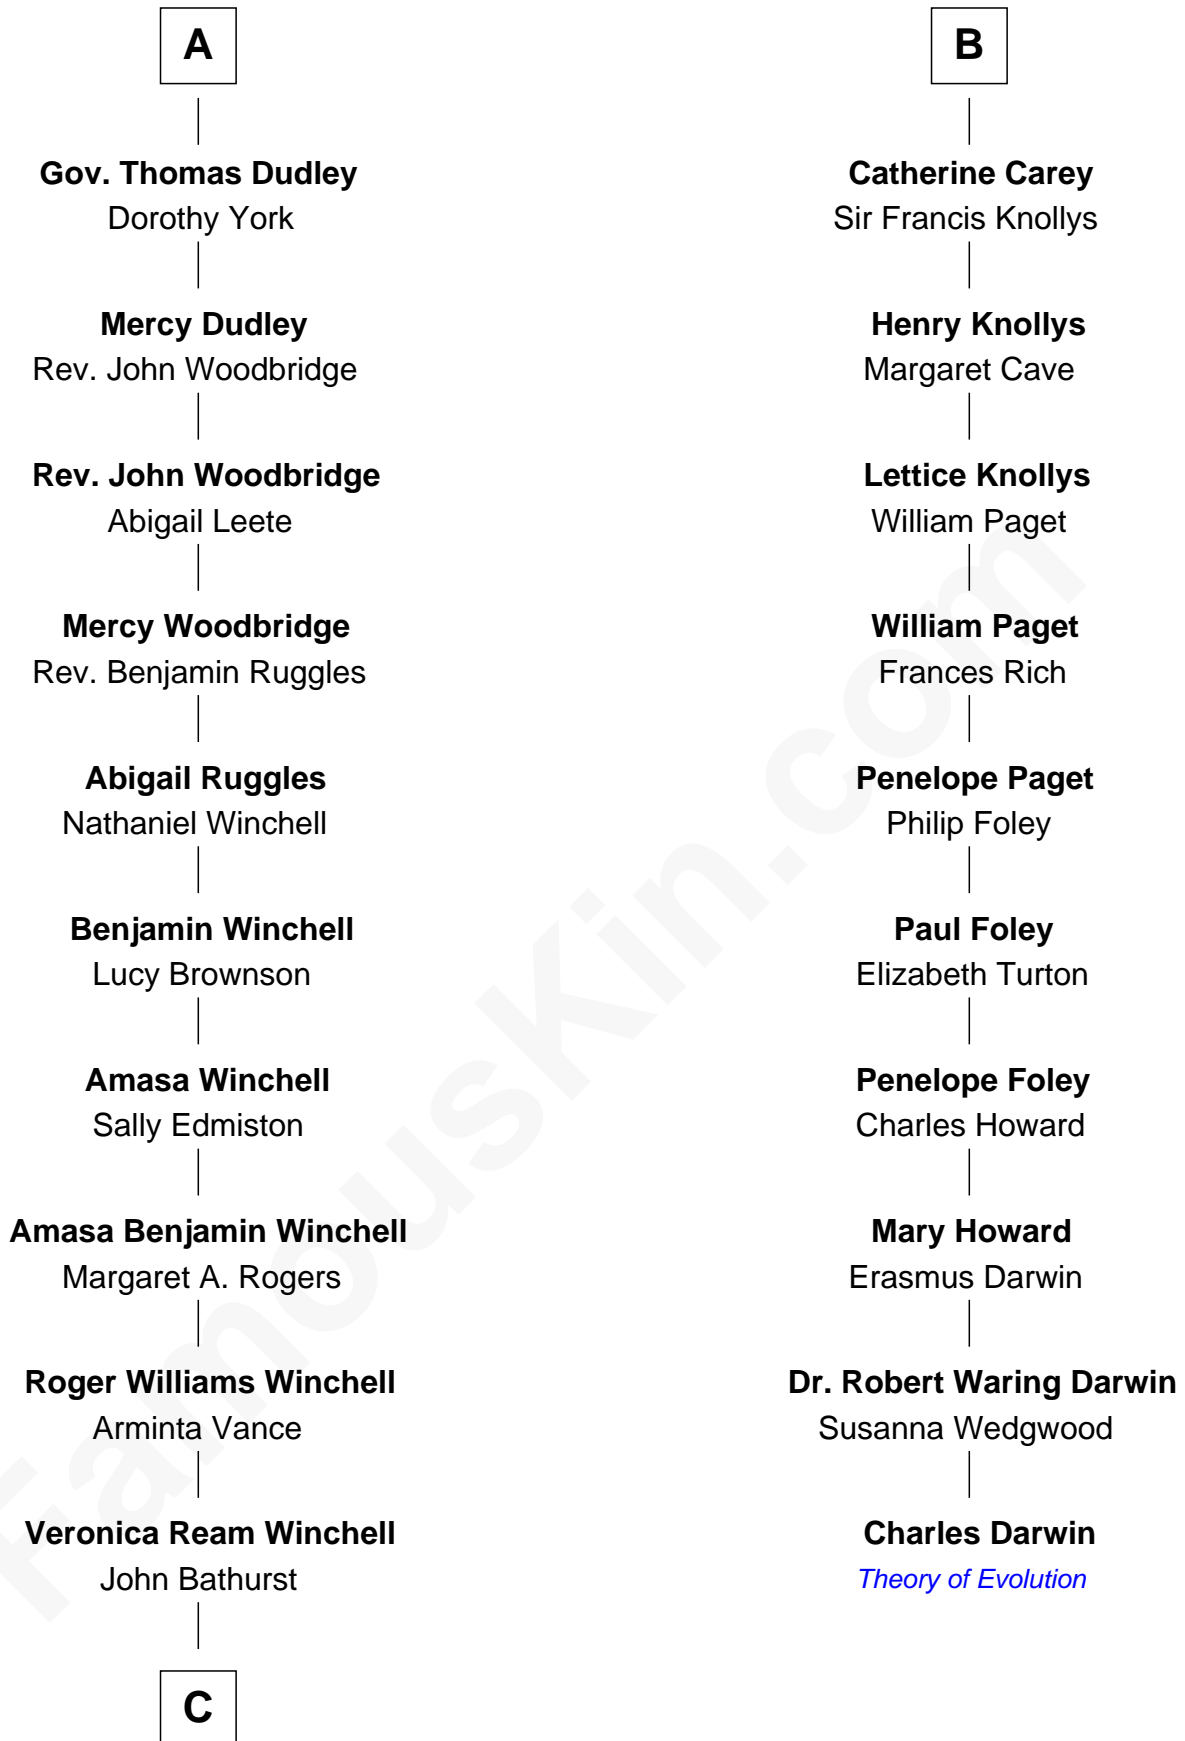 A
Gov. Thomas Dudley
Dorothy York
Mercy Dudley
Rev. John Woodbridge
Rev. John Woodbridge
Abigail Leete
Mercy Woodbridge
Rev. Benjamin Ruggles
Abigail Ruggles
Nathaniel Winchell
Benjamin Winchell
Lucy Brownson
Amasa Winchell
Sally Edmiston
Amasa Benjamin Winchell
Margaret A. Rogers
Roger Williams Winchell
Arminta Vance
Veronica Ream Winchell
John Bathurst
C
B
Catherine Carey
Sir Francis Knollys
Henry Knollys
Margaret Cave
Lettice Knollys
William Paget
William Paget
Frances Rich
Penelope Paget
Philip Foley
Paul Foley
Elizabeth Turton
Penelope Foley
Charles Howard
Mary Howard
Erasmus Darwin
Dr. Robert Waring Darwin
Susanna Wedgwood
Charles Darwin
Theory of Evolution
FamousKin.com